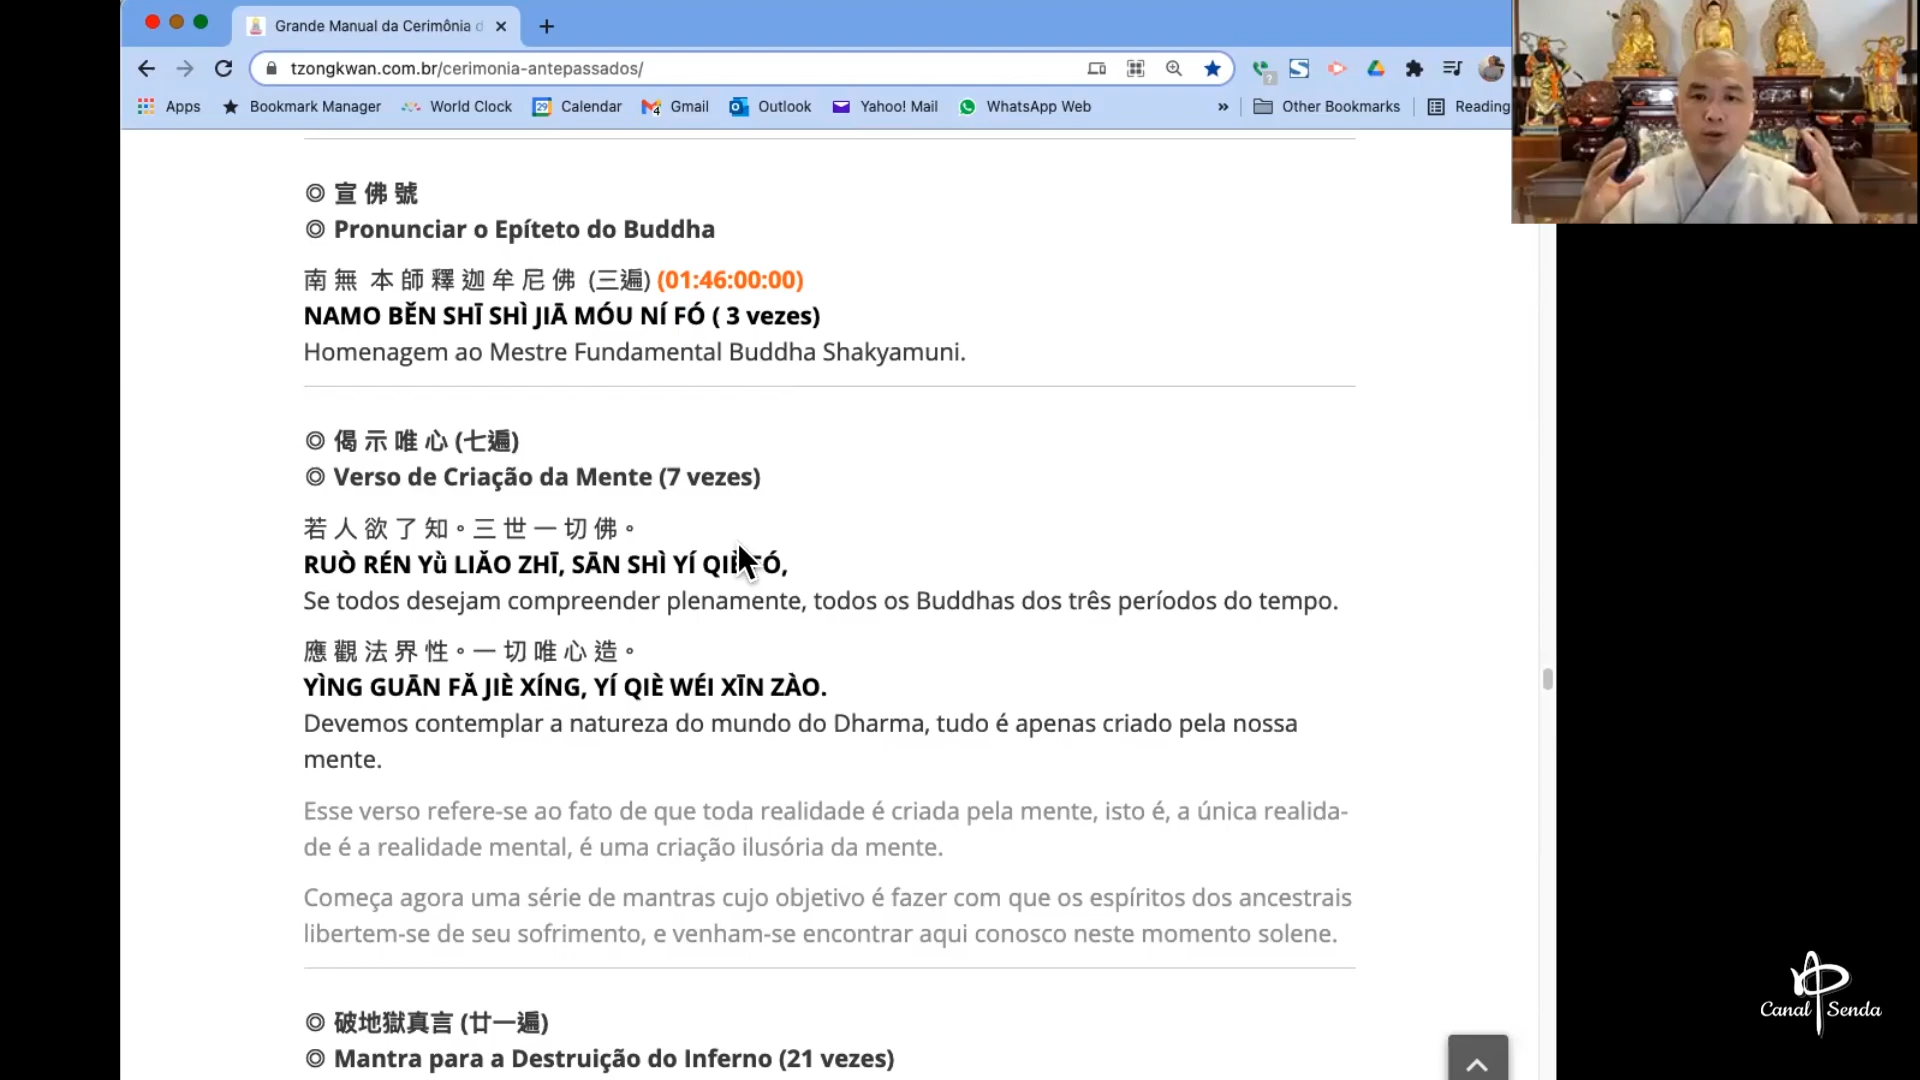 Grande Manual da Cerimônia d
tzongkwan.com.br/cerimonia-antepassados/
Apps Bookmark Manager World Clock 29 Calendar 4 Gmail Outlook Yahoo! Mail WhatsApp Web » Other Bookmarks Reading
◎ 宣 佛 號
◎ Pronunciar o Epíteto do Buddha
南 無 本 師 釋 迦 牟 尼 佛 (三遍) (01:46:00:00)
NAMO BĚN SHĪ SHÌ JIĀ MÓU NÍ FÓ ( 3 vezes)
Homenagem ao Mestre Fundamental Buddha Shakyamuni.
◎ 偈 示 唯 心 (七遍)
◎ Verso de Criação da Mente (7 vezes)
若 人 欲 了 知。三 世 一 切 佛。
RUÒ RÉN Yǜ LIǍO ZHĪ, SĀN SHÌ YÍ QIÈ FÓ,
Se todos desejam compreender plenamente, todos os Buddhas dos três períodos do tempo.
應 觀 法 界 性。一 切 唯 心 造。
YÌNG GUĀN FǍ JIÈ XÍNG, YÍ QIÈ WÉI XĪN ZÀO.
Devemos contemplar a natureza do mundo do Dharma, tudo é apenas criado pela nossa
mente.
Esse verso refere-se ao fato de que toda realidade é criada pela mente, isto é, a única realida-
de é a realidade mental, é uma criação ilusória da mente.
Começa agora uma série de mantras cujo objetivo é fazer com que os espíritos dos ancestrais
libertem-se de seu sofrimento, e venham-se encontrar aqui conosco neste momento solene.
◎ 破地獄真言 (廿一遍)
◎ Mantra para a Destruição do Inferno (21 vezes)
Canal Senda